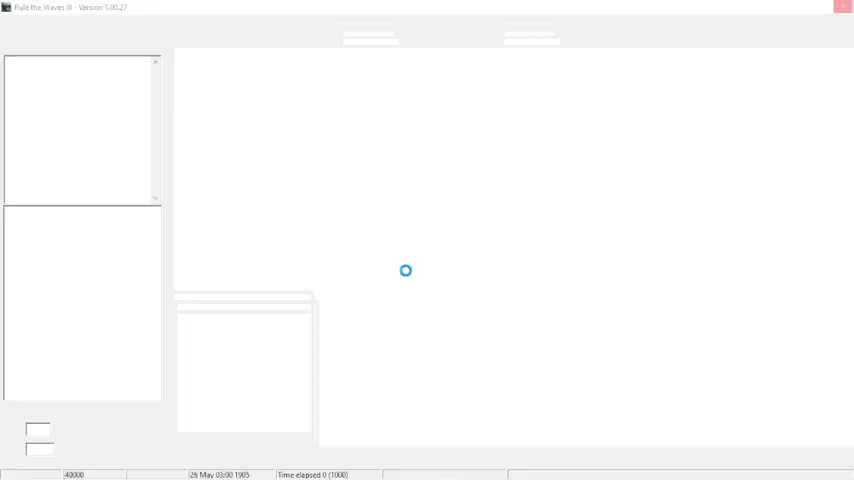 Rule the Waves III - Version 1.00.27
40000
26 May 03:00 1905
Time elapsed 0 (1000)